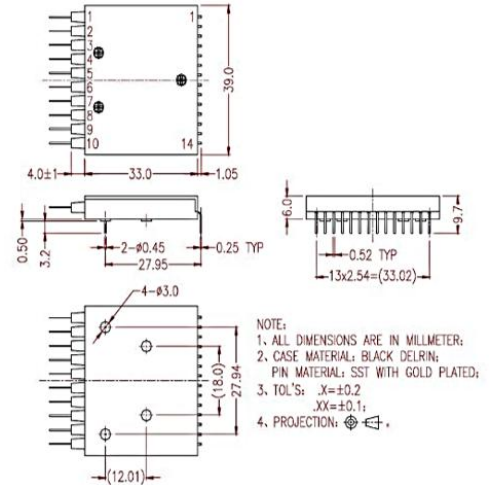 1 1
2
3
4
5
6
7
8
9
10 14
39.0
4.0±1 33.0 1.05
0.50
3.2
2-ø0.45
0.25 TYP
27.95
6.0
9.7
0.52 TYP
13x2.54=(33.02)
4-ø3.0
(18.0)
27.94
(12.01)
NOTE:
1. ALL DIMENSIONS ARE IN MILLMETER;
2. CASE MATERIAL: BLACK DELRIN;
PIN MATERIAL: SST WITH GOLD PLATED;
3. TOL'S: .X=±0.2
.XX=±0.1;
4. PROJECTION: .